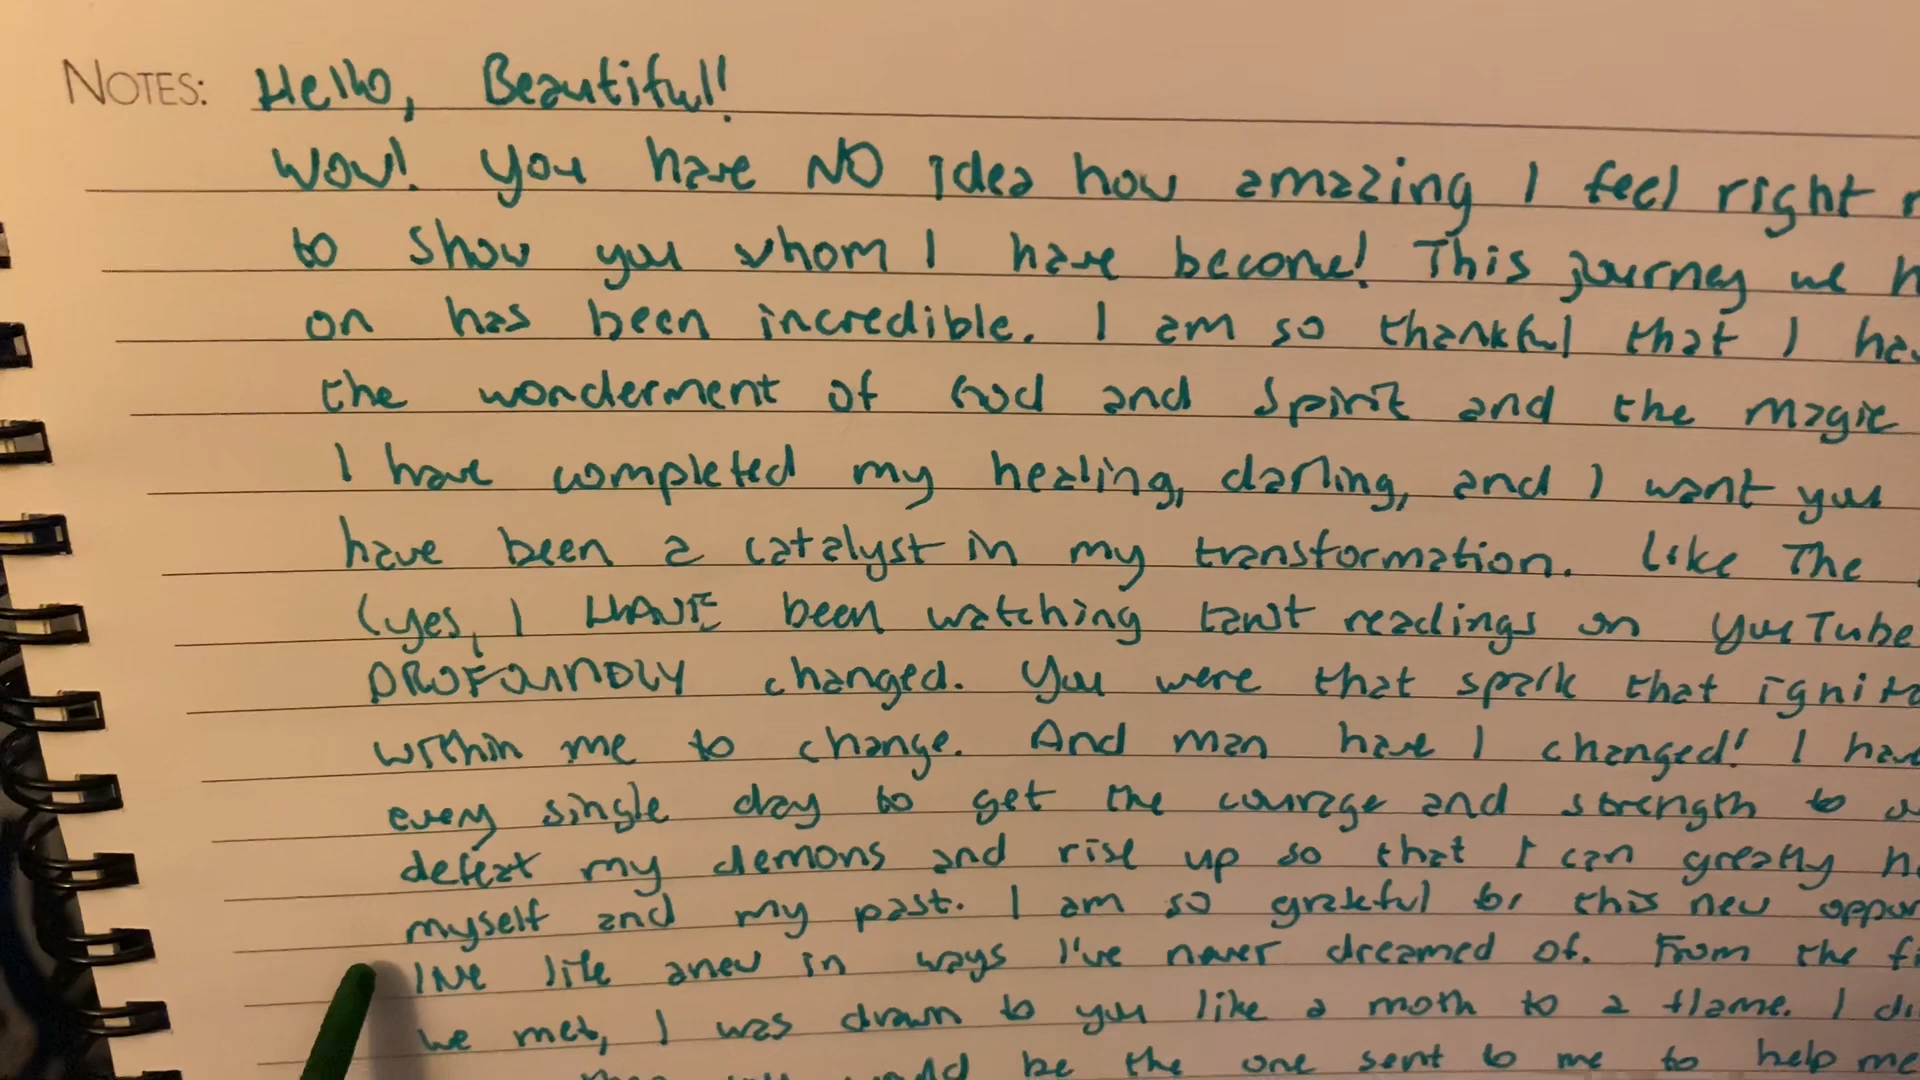 NOTES: Hello, Beautiful!
Wow! You have NO idea how amazing I feel right
to show you whom I have become! This journey we
on has been incredible. I am so thankful that I
the wonderment of God and Spirit and the magic
I have completed my healing, darling, and I want you
have been a catalyst in my transformation. Like The
(yes, I HAVE been watching tarot readings on YouTube
PROFOUNDLY changed. You were that spark that
within me to change. And man have I changed! I have
every single day to get the courage and strength to
defeat my demons and rise up so that I can greatly
myself and my past. I am so grateful for this new
live life anew in ways I've never dreamed of. From the
we met, I was drawn to you like a moth to a flame. I
be the one sent to me to help me